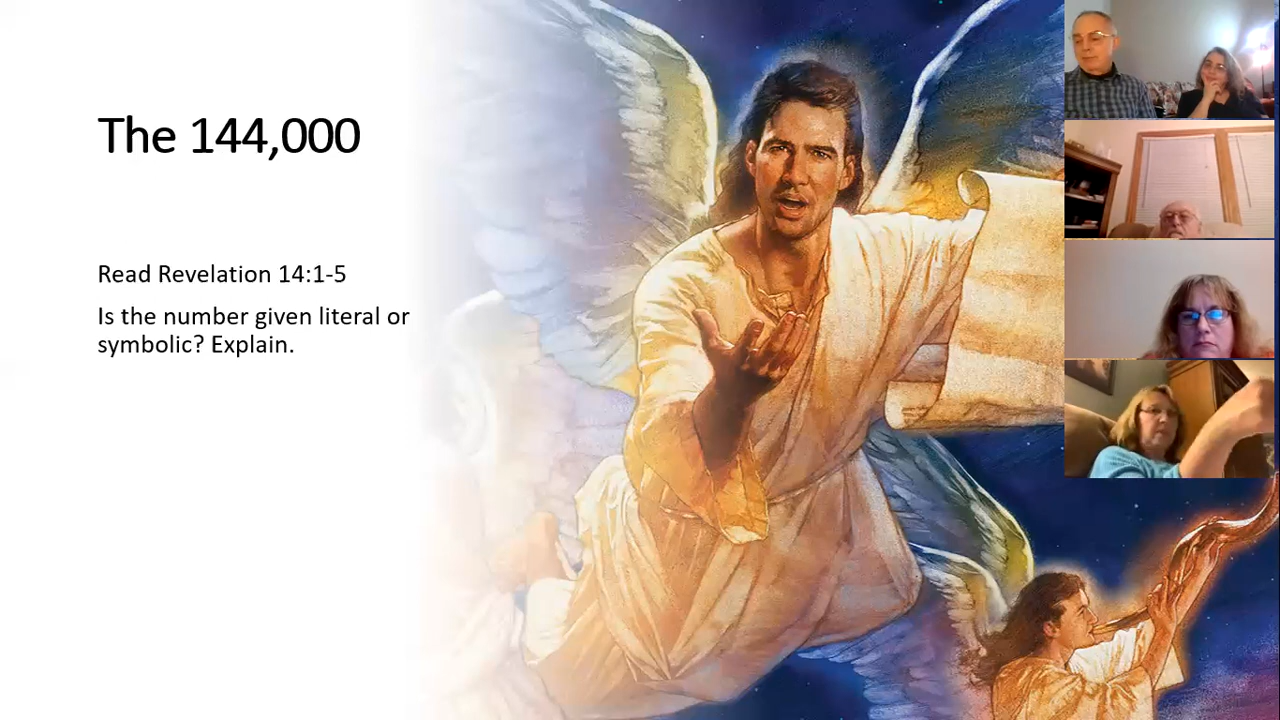 The 144,000
Read Revelation 14:1-5
Is the number given literal or
symbolic? Explain.